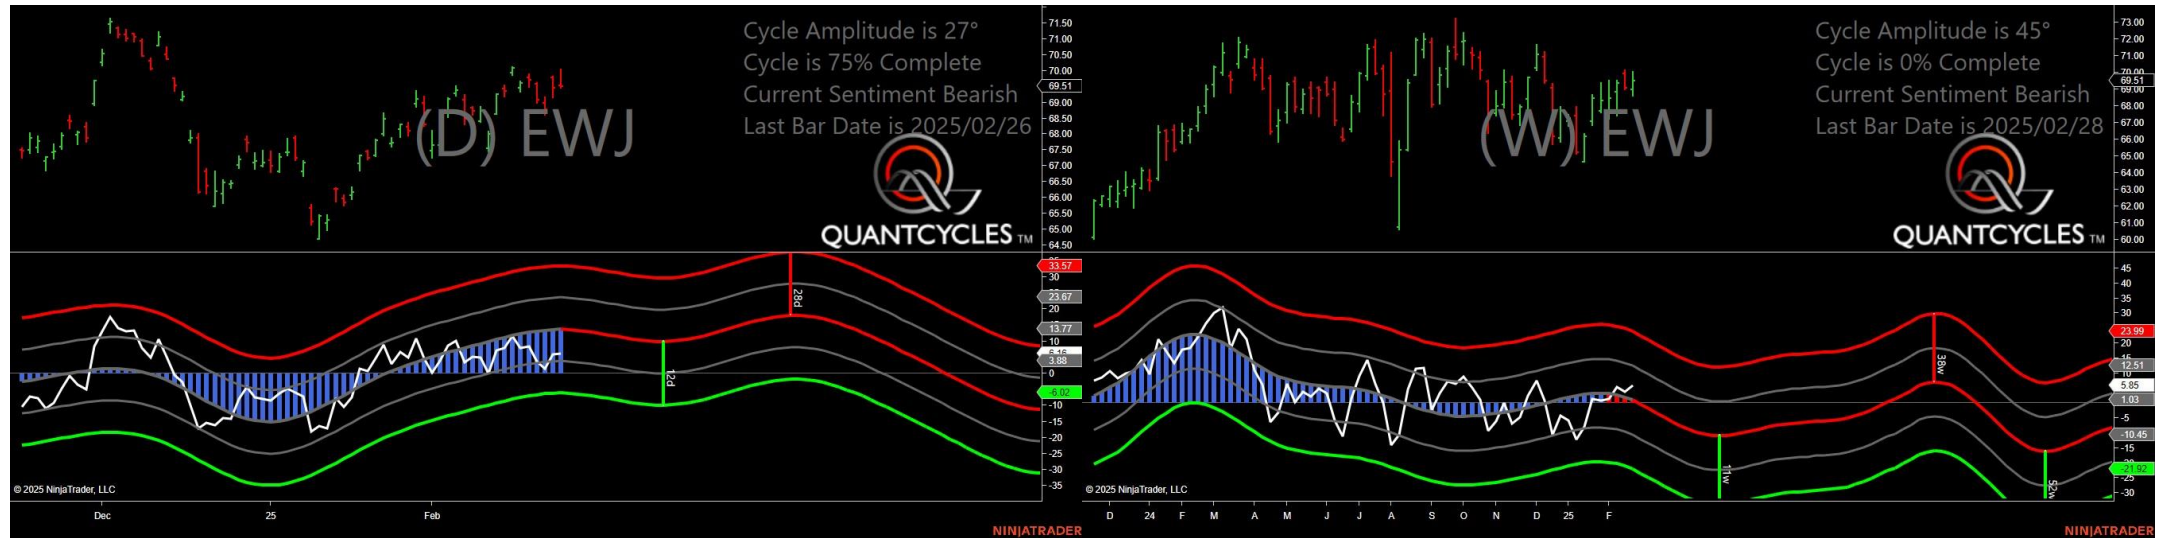 Cycle Amplitude is 27°
Cycle is 75% Complete
Current Sentiment Bearish
Last Bar Date is 2025/02/26
(D) EWJ
QUANTCYCLES TM
71.50
71.00
70.50
70.00
69.51
69.00
68.50
68.00
67.50
67.00
66.50
66.00
65.50
65.00
64.50
33.57
30
23.67
20
13.77
10
6.16
3.88
0
-6.02
-10
-15
-20
-25
-30
-35
28d
12d
© 2025 NinjaTrader, LLC
Dec
25
Feb
NINJATRADER
Cycle Amplitude is 45°
Cycle is 0% Complete
Current Sentiment Bearish
Last Bar Date is 2025/02/28
(W) EWJ
QUANTCYCLES TM
73.00
72.00
71.00
70.00
69.51
68.00
67.00
66.00
65.00
64.00
63.00
62.00
61.00
60.00
45
40
35
30
23.99
20
15
12.51
10
5.85
1.03
-5
-10.45
-15
-21.92
-25
-30
38w
11w
52w
© 2025 NinjaTrader, LLC
D
24
F
M
A
M
J
J
A
S
O
N
D
25
F
NINJATRADER